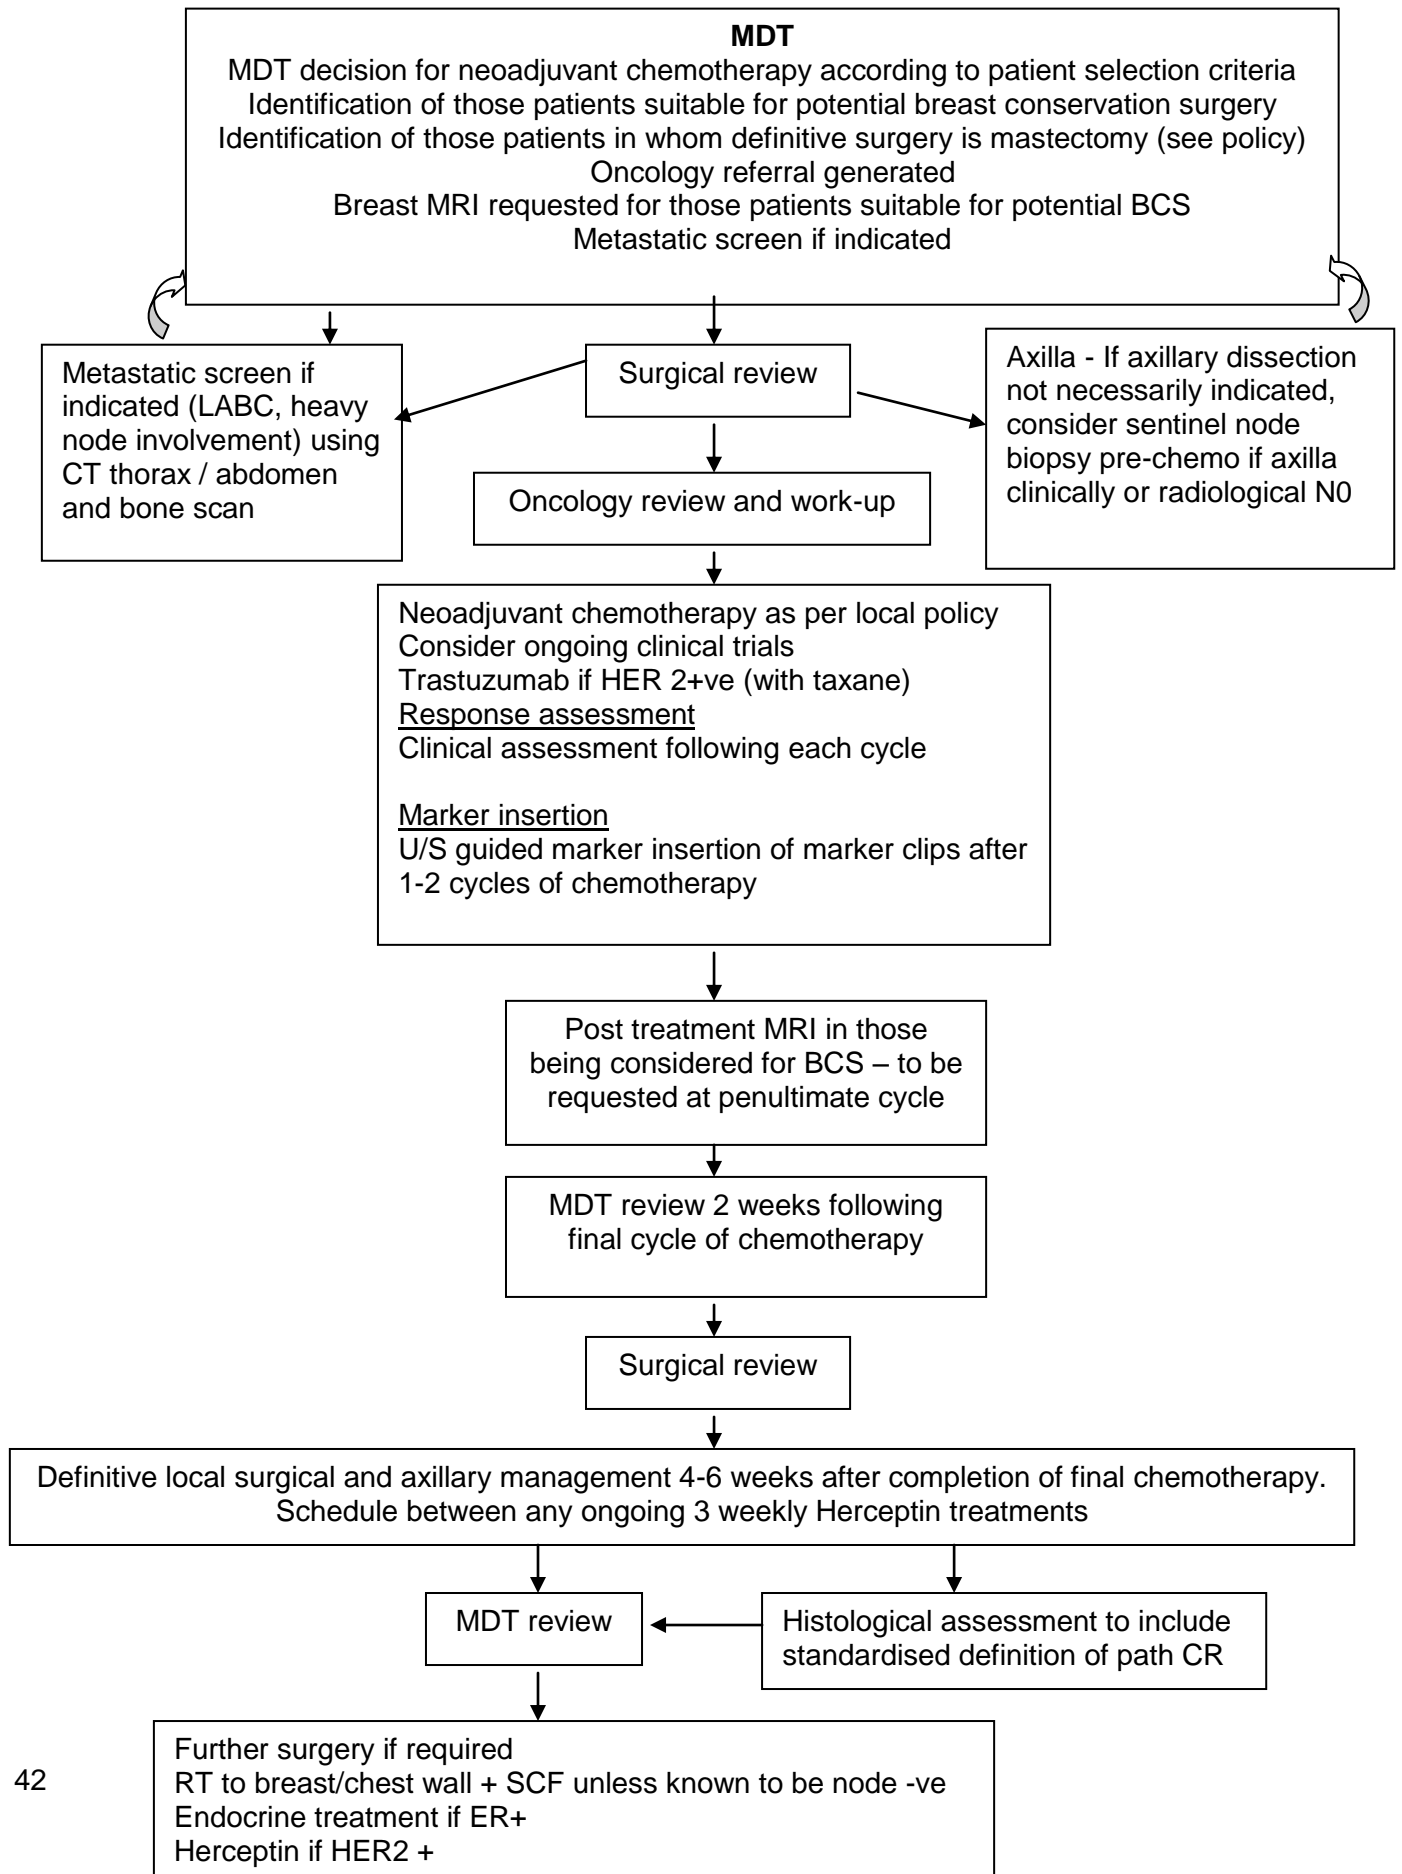 MDT
MDT decision for neoadjuvant chemotherapy according to patient selection criteria
Identification of those patients suitable for potential breast conservation surgery
Identification of those patients in whom definitive surgery is mastectomy (see policy)
Oncology referral generated
Breast MRI requested for those patients suitable for potential BCS
Metastatic screen if indicated
Metastatic screen if
indicated (LABC, heavy
node involvement) using
CT thorax / abdomen
and bone scan
Surgical review
Axilla - If axillary dissection
not necessarily indicated,
consider sentinel node
biopsy pre-chemo if axilla
clinically or radiological N0
Oncology review and work-up
Neoadjuvant chemotherapy as per local policy
Consider ongoing clinical trials
Trastuzumab if HER 2+ve (with taxane)
Response assessment
Clinical assessment following each cycle
Marker insertion
U/S guided marker insertion of marker clips after
1-2 cycles of chemotherapy
Post treatment MRI in those
being considered for BCS – to be
requested at penultimate cycle
MDT review 2 weeks following
final cycle of chemotherapy
Surgical review
Definitive local surgical and axillary management 4-6 weeks after completion of final chemotherapy.
Schedule between any ongoing 3 weekly Herceptin treatments
MDT review
Histological assessment to include
standardised definition of path CR
Further surgery if required
RT to breast/chest wall + SCF unless known to be node -ve
Endocrine treatment if ER+
Herceptin if HER2 +
42